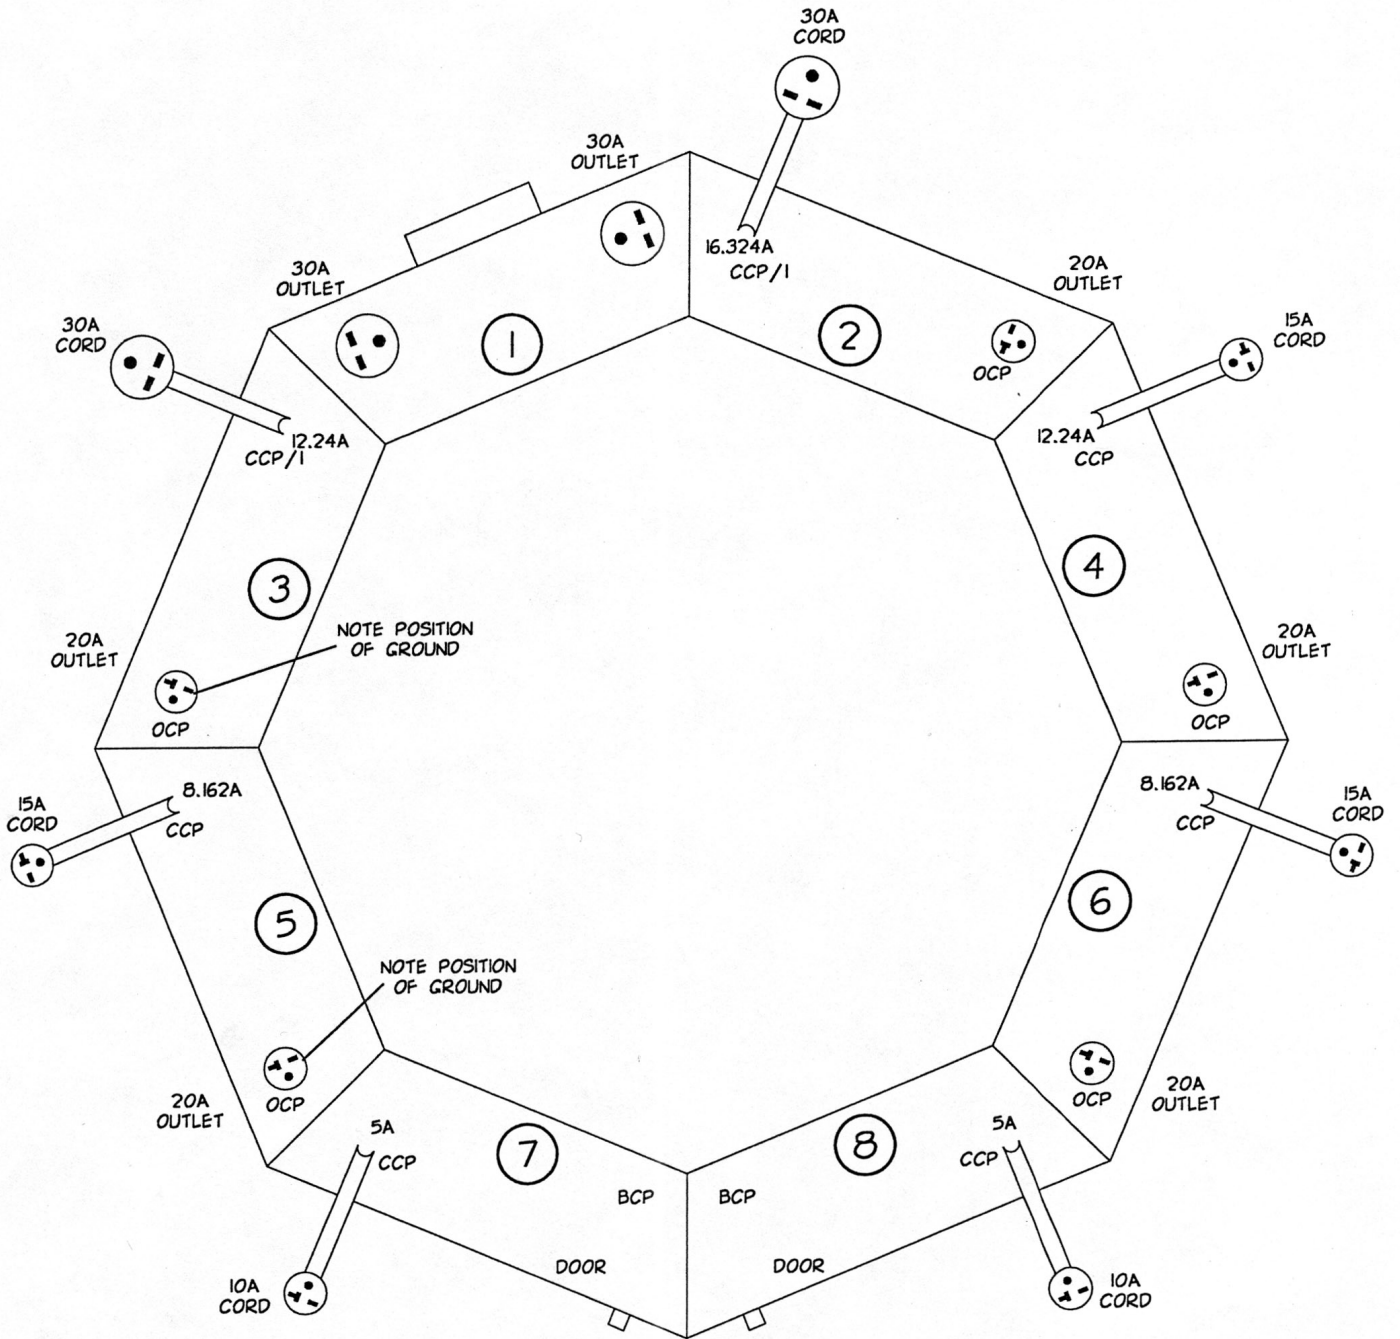 30A
CORD
30A
OUTLET
16.324A
CCP/1
30A
OUTLET
1
2
20A
OUTLET
OCP
15A
CORD
30A
CORD
12.24A
CCP/1
12.24A
CCP
3
4
NOTE POSITION
OF GROUND
20A
OUTLET
OCP
20A
OUTLET
OCP
8.162A
CCP
15A
CORD
8.162A
CCP
15A
CORD
5
6
NOTE POSITION
OF GROUND
20A
OUTLET
OCP
OCP
20A
OUTLET
5A
CCP
7
8
5A
CCP
BCP
BCP
DOOR
DOOR
10A
CORD
10A
CORD